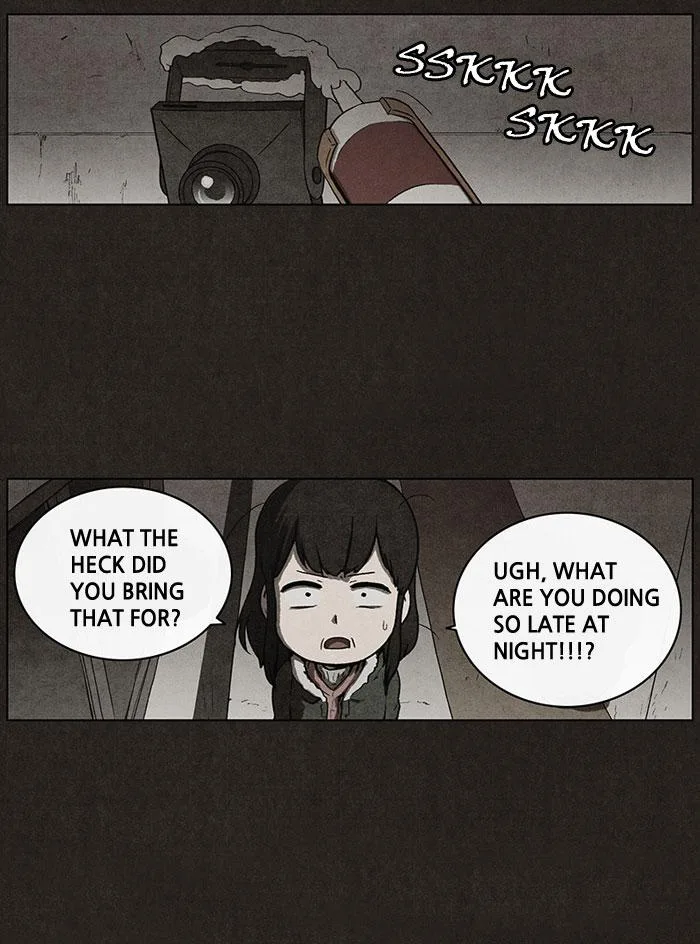 SSKKK
SKKK
WHAT THE
HECK DID
YOU BRING
THAT FOR?
UGH, WHAT
ARE YOU DOING
SO LATE AT
NIGHT!!!?